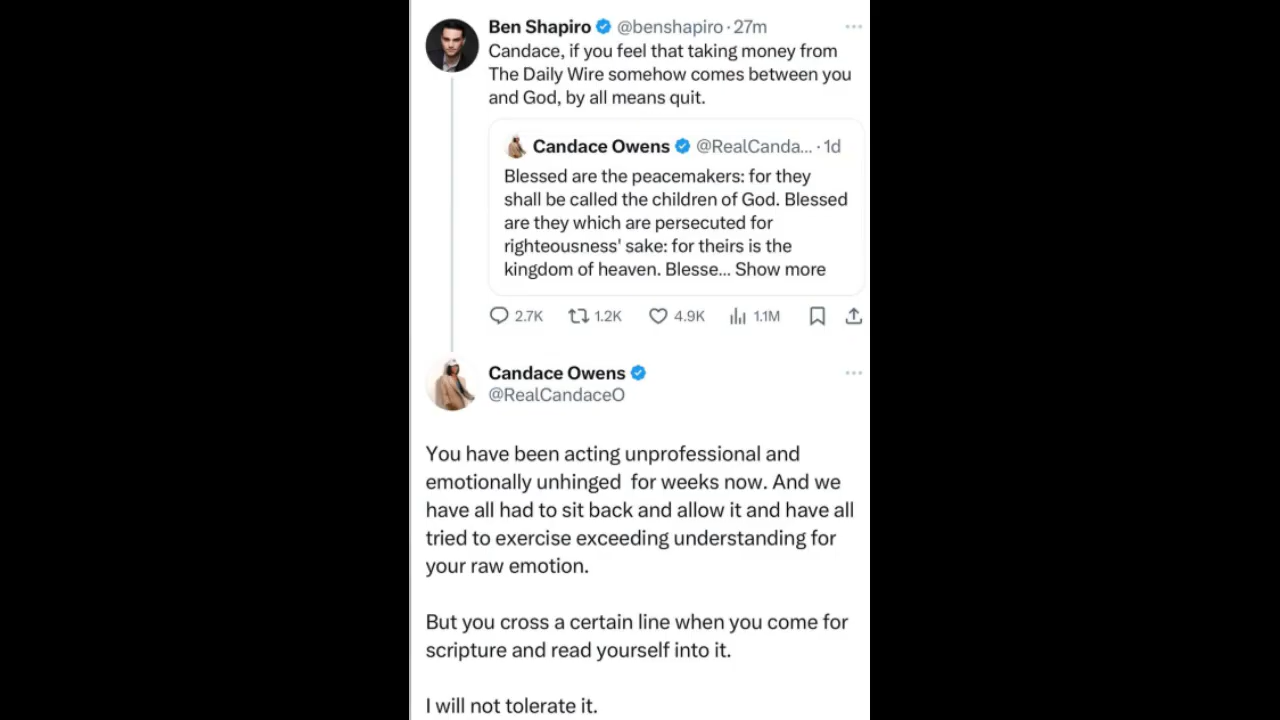 Ben Shapiro @benshapiro · 27m
Candace, if you feel that taking money from
The Daily Wire somehow comes between you
and God, by all means quit.
Candace Owens @RealCanda... · 1d
Blessed are the peacemakers: for they
shall be called the children of God. Blessed
are they which are persecuted for
righteousness' sake: for theirs is the
kingdom of heaven. Blesse... Show more
2.7K 1.2K 4.9K 1.1M
Candace Owens
@RealCandaceO
You have been acting unprofessional and
emotionally unhinged  for weeks now. And we
have all had to sit back and allow it and have all
tried to exercise exceeding understanding for
your raw emotion.
But you cross a certain line when you come for
scripture and read yourself into it.
I will not tolerate it.